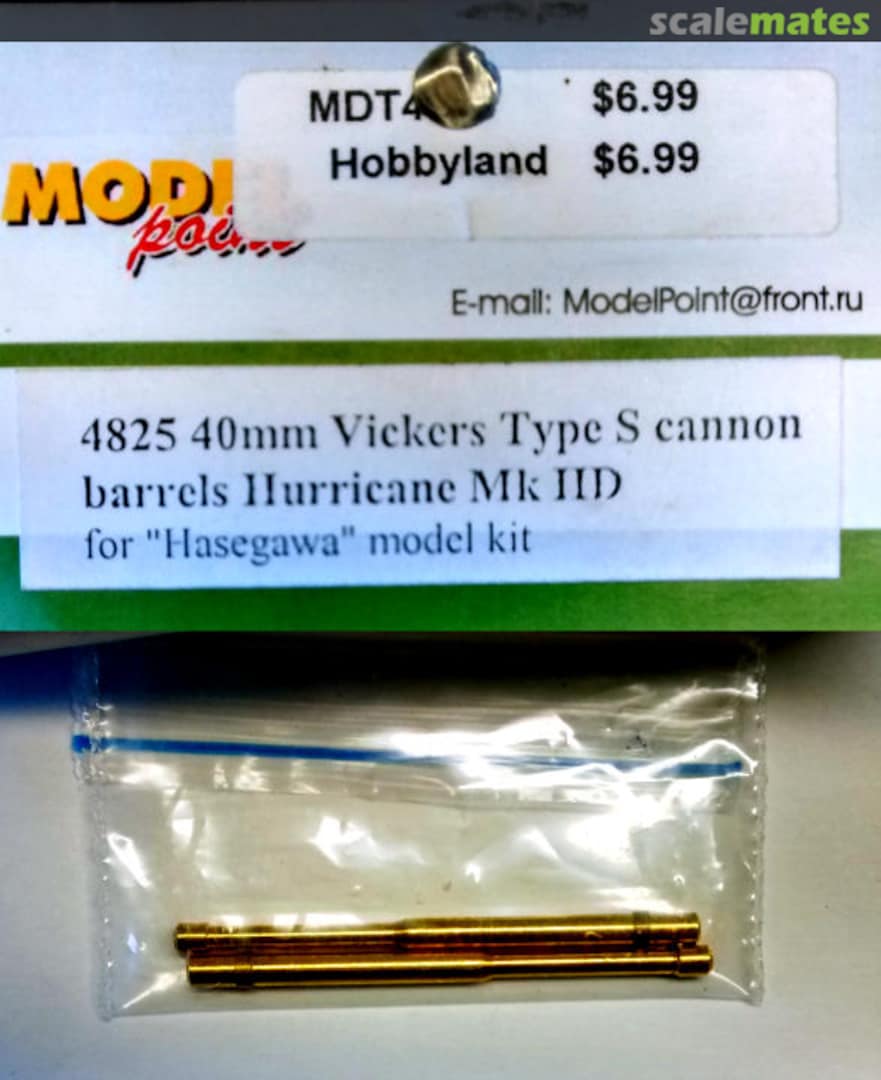 scalemates
MDT4 $6.99
Hobbyland $6.99
E-mail: ModelPoint@front.ru
4825 40mm Vickers Type S cannon
barrels Hurricane Mk IID
for "Hasegawa" model kit